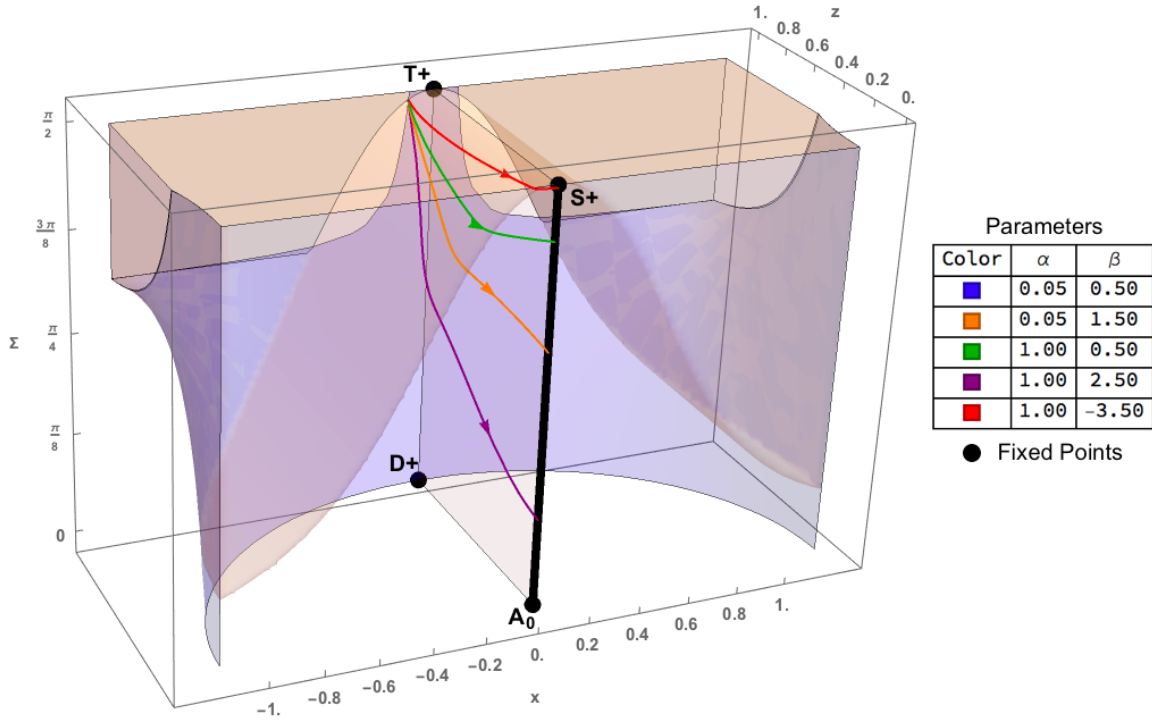 1.
z
0.8
0.6
0.4
0.2
0.
T+
π/2
S+
3 π/8
Σ
π/4
π/8
D+
0
A0
-1.
-0.8
-0.6
-0.4
-0.2
0.
0.2
0.4
0.6
0.8
1.
x
Parameters
Color α β
0.05 0.50
0.05 1.50
1.00 0.50
1.00 2.50
1.00 -3.50
Fixed Points